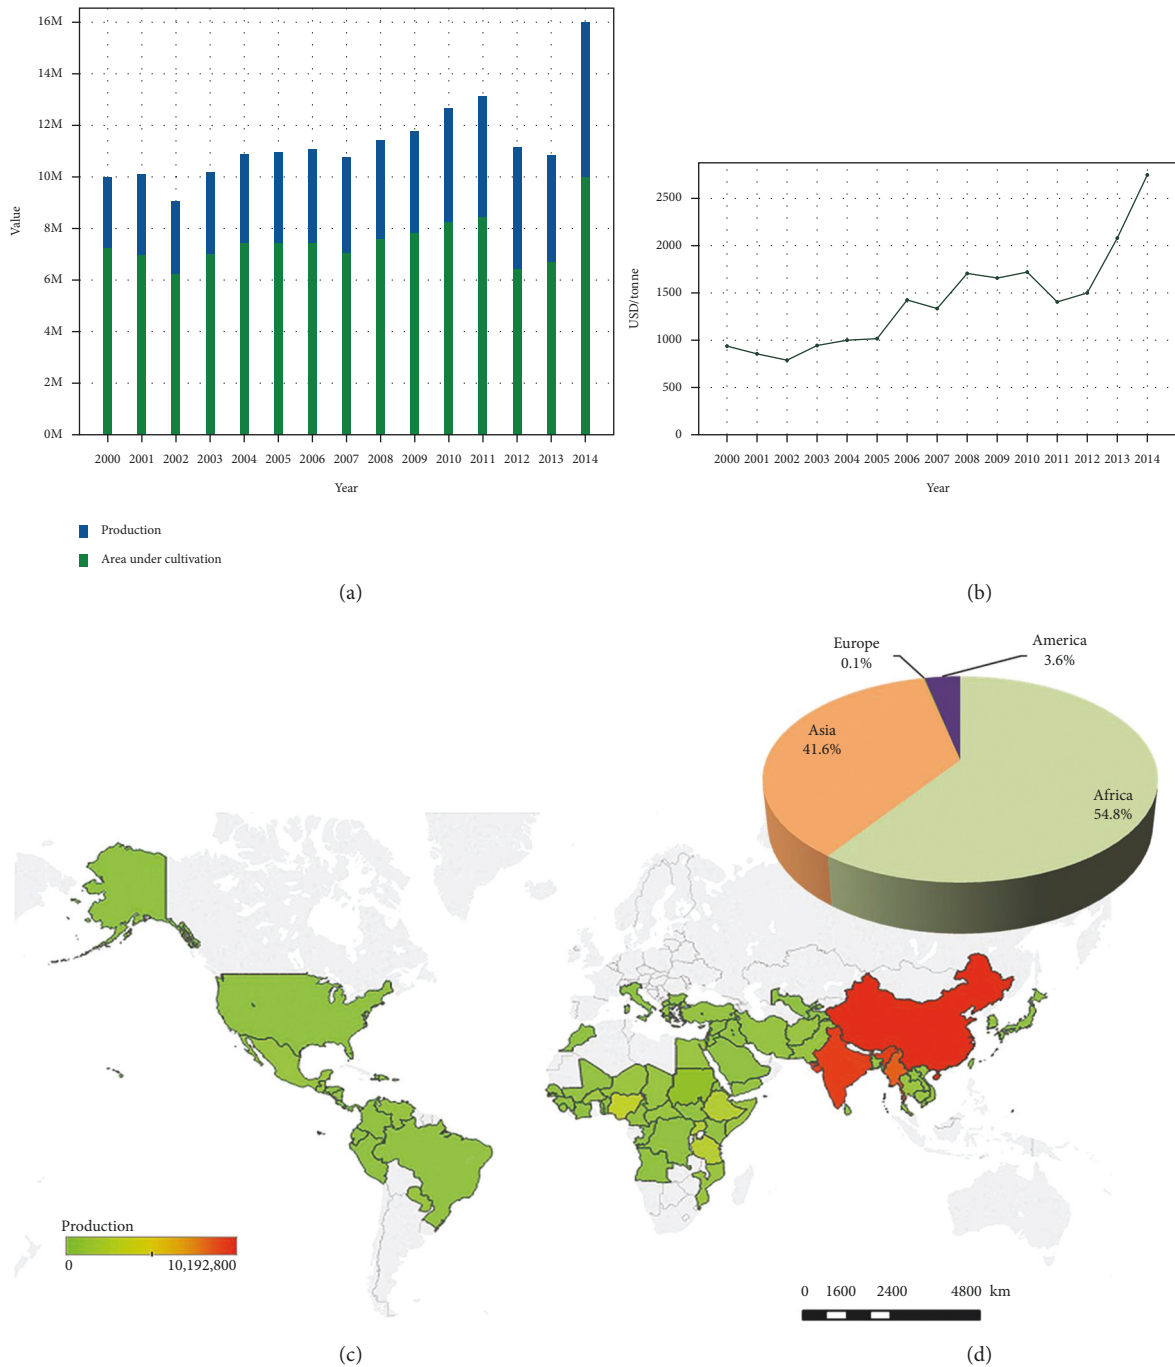 16M
14M
12M
10M
8M
6M
4M
2M
0M
Value
2000 2001 2002 2003 2004 2005 2006 2007 2008 2009 2010 2011 2012 2013 2014
Year
Production
Area under cultivation
(a)
2500
2000
1500
1000
500
0
USD/tonne
2000 2001 2002 2003 2004 2005 2006 2007 2008 2009 2010 2011 2012 2013 2014
Year
(b)
Europe
0.1%
America
3.6%
Asia
41.6%
Africa
54.8%
Production
0 10,192,800
0 1600 2400 4800 km
(c)
(d)